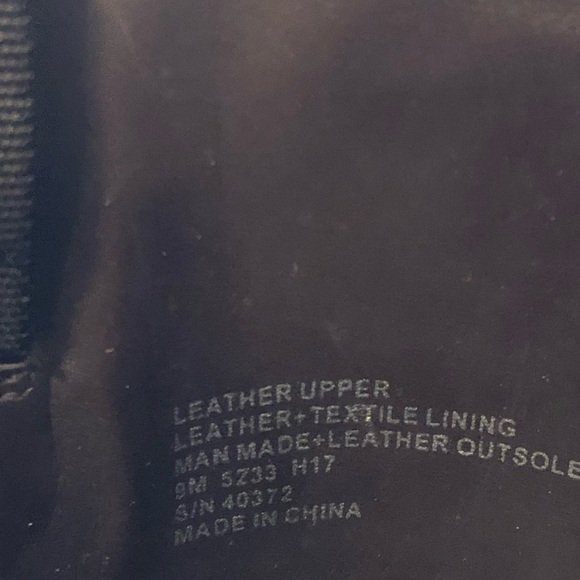 LEATHER UPPER
LEATHER+TEXTILE LINING
MAN MADE+LEATHER OUTSOLE
9M 5Z33 H17
S/N 40372
MADE IN CHINA